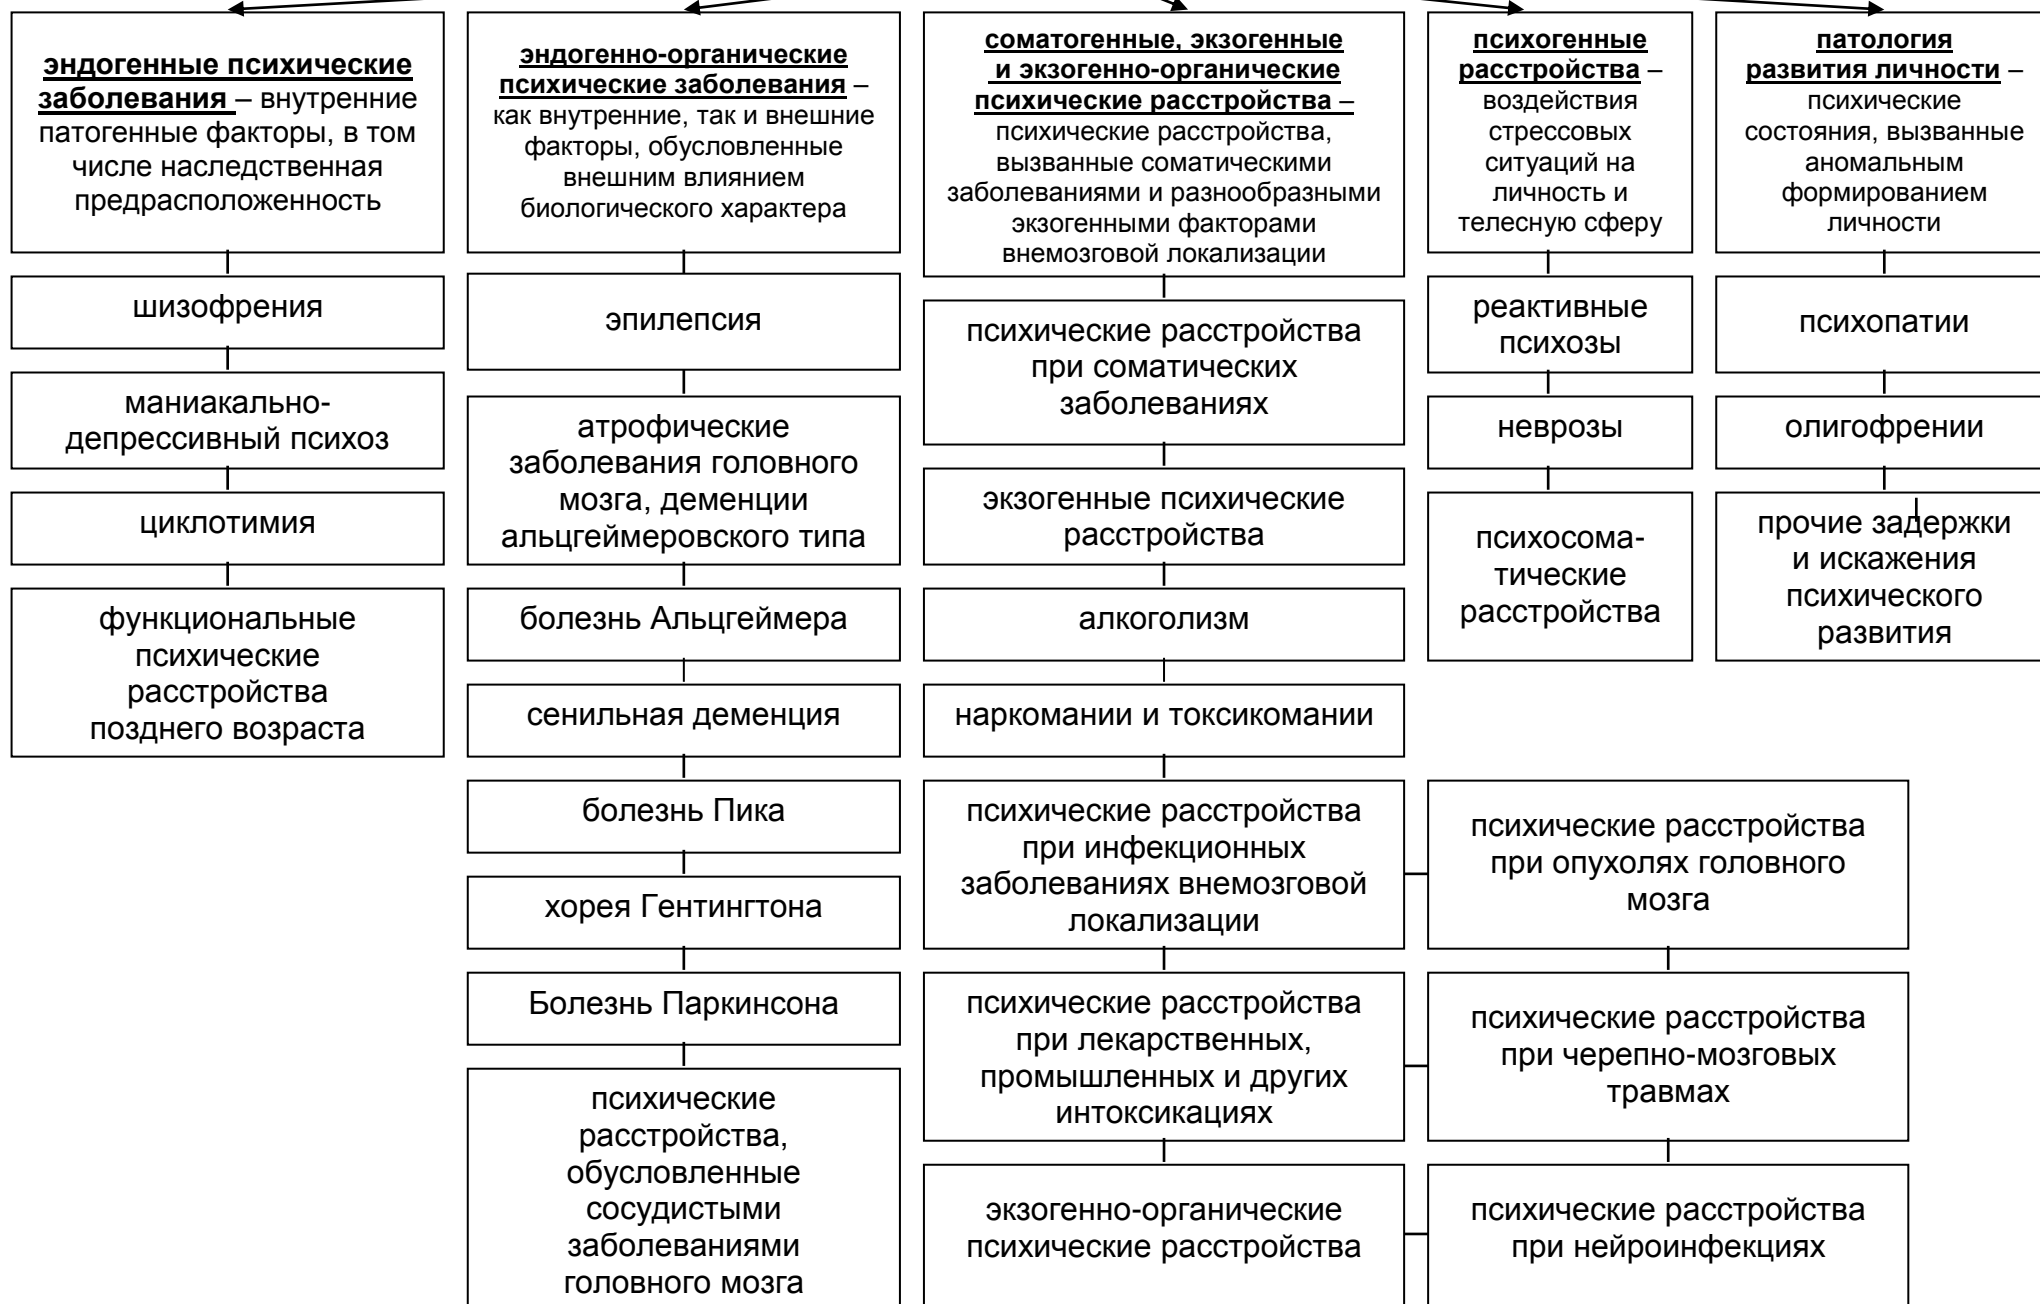 эндогенные психические
заболевания – внутренние
патогенные факторы, в том
числе наследственная
предрасположенность
шизофрения
маниакально-
депрессивный психоз
циклотимия
функциональные
психические
расстройства
позднего возраста
эндогенно-органические
психические заболевания –
как внутренние, так и внешние
факторы, обусловленные
внешним влиянием
биологического характера
эпилепсия
атрофические
заболевания головного
мозга, деменции
альцгеймеровского типа
болезнь Альцгеймера
сенильная деменция
болезнь Пика
хорея Гентингтона
Болезнь Паркинсона
психические
расстройства,
обусловленные
сосудистыми
заболеваниями
головного мозга
соматогенные, экзогенные
и экзогенно-органические
психические расстройства –
психические расстройства,
вызванные соматическими
заболеваниями и разнообразными
экзогенными факторами
внемозговой локализации
психические расстройства
при соматических
заболеваниях
экзогенные психические
расстройства
алкоголизм
наркомании и токсикомании
психические расстройства
при инфекционных
заболеваниях внемозговой
локализации
психические расстройства
при лекарственных,
промышленных и других
интоксикациях
экзогенно-органические
психические расстройства
психогенные
расстройства –
воздействия
стрессовых
ситуаций на
личность и
телесную сферу
реактивные
психозы
неврозы
психосома-
тические
расстройства
патология
развития личности –
психические
состояния, вызванные
аномальным
формированием
личности
психопатии
олигофрении
прочие задержки
и искажения
психического
развития
психические расстройства
при опухолях головного
мозга
психические расстройства
при черепно-мозговых
травмах
психические расстройства
при нейроинфекциях